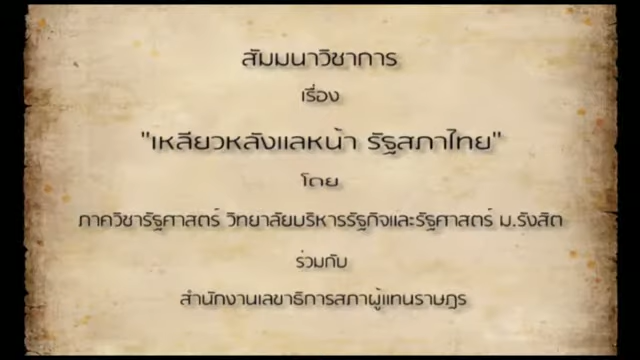 สัมมนาวิชาการ
เรื่อง
"เหลียวหลังแลหน้า รัฐสภาไทย"
โดย
ภาควิชารัฐศาสตร์ วิทยาลัยบริหารรัฐกิจและรัฐศาสตร์ ม.รังสิต
ร่วมกับ
สำนักงานเลขาธิการสภาผู้แทนราษฎร